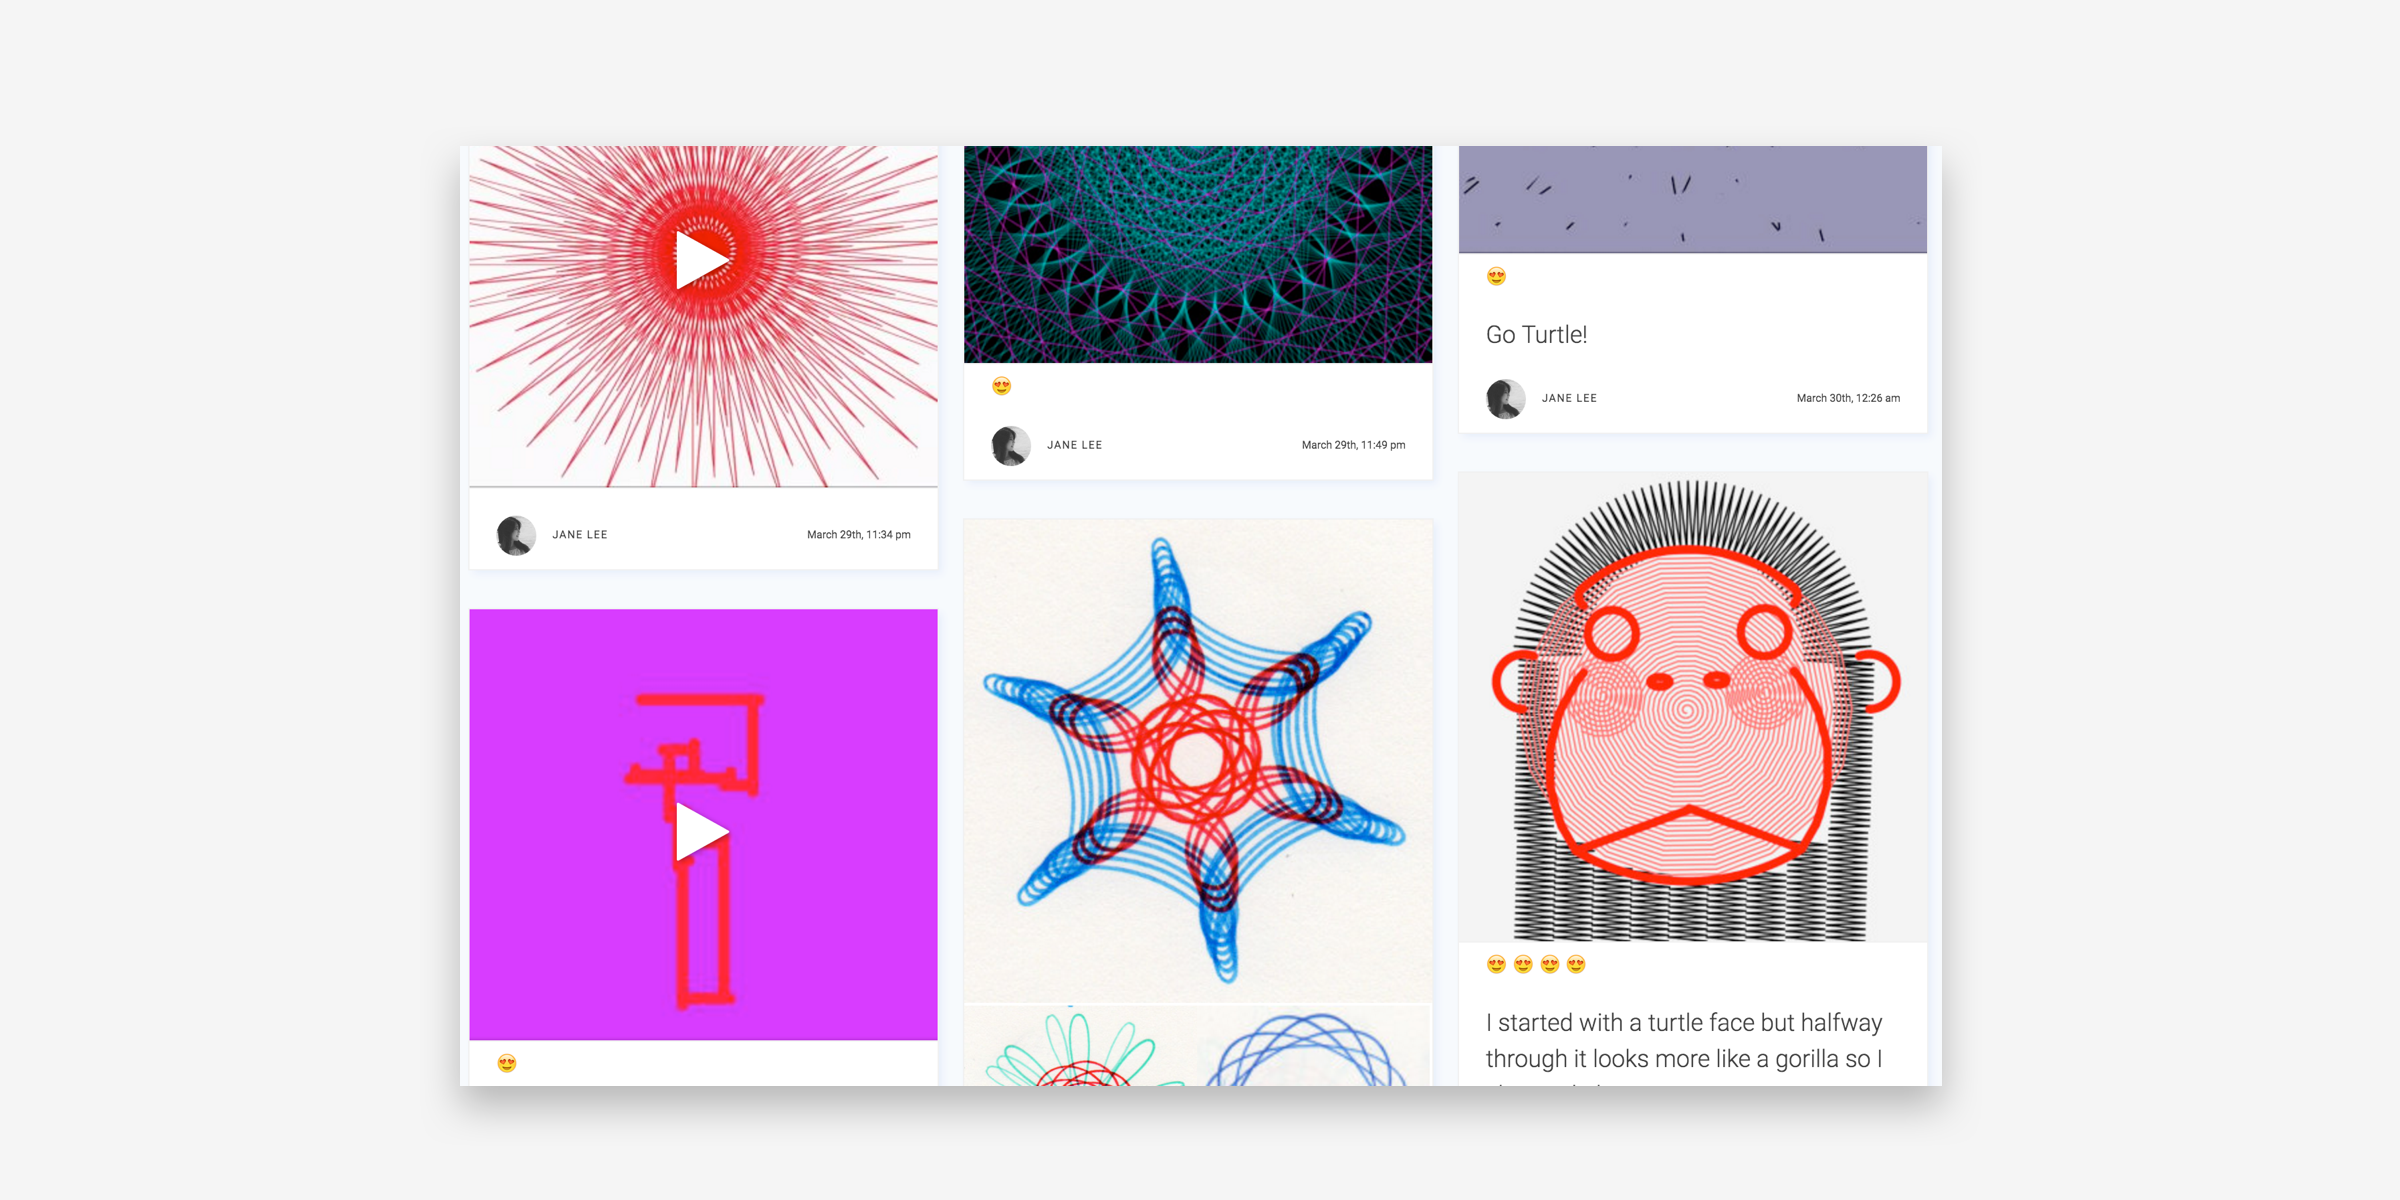 JANE LEE March 29th, 11:34 pm
JANE LEE March 29th, 11:49 pm
Go Turtle!
JANE LEE March 30th, 12:26 am
I started with a turtle face but halfway
through it looks more like a gorilla so I